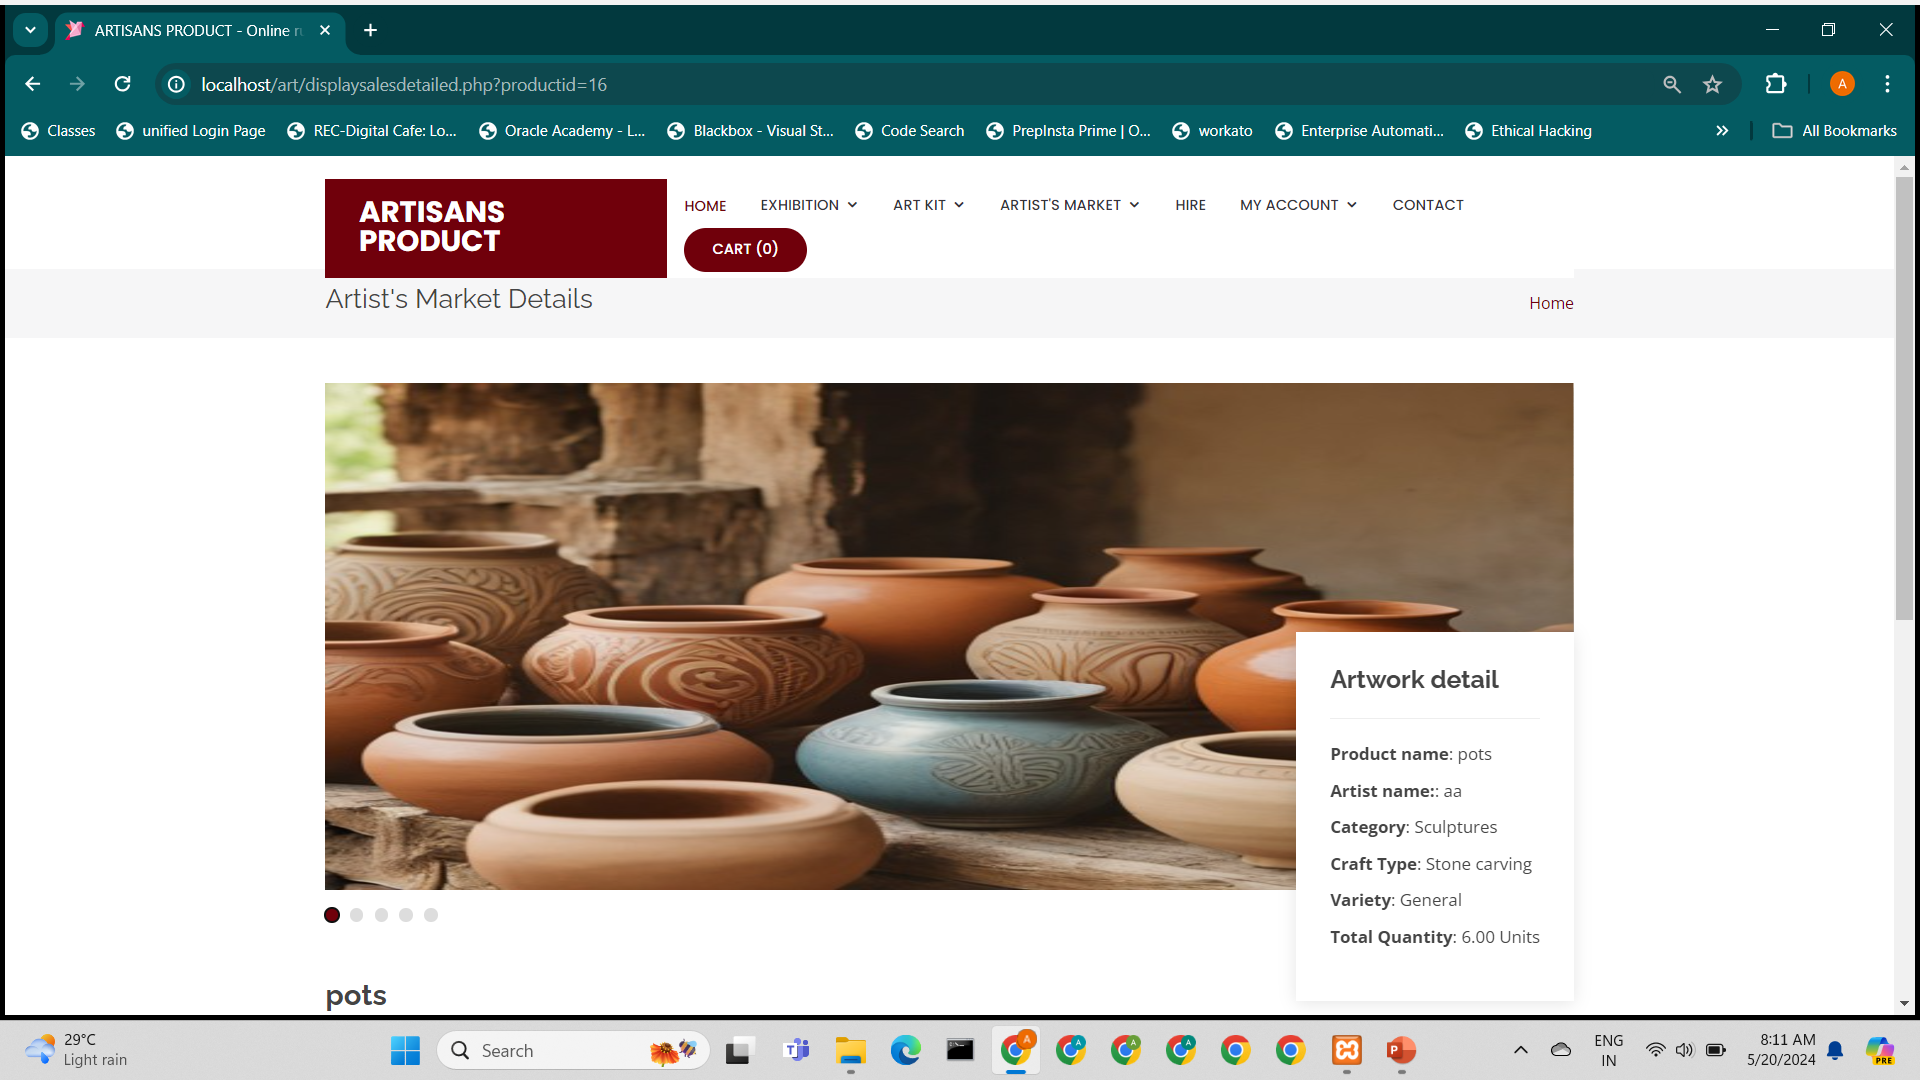 ARTISANS PRODUCT - Online
localhost/art/displaysalesdetailed.php?productid=16
A
Classes
unified Login Page
REC-Digital Cafe: Lo...
Oracle Academy - L...
Blackbox - Visual St...
Code Search
PrepInsta Prime | O...
workato
Enterprise Automati...
Ethical Hacking
All Bookmarks
ARTISANS
PRODUCT
HOME
EXHIBITION
ART KIT
ARTIST'S MARKET
HIRE
MY ACCOUNT
CONTACT
CART (0)
Artist's Market Details
Home
Artwork detail
Product name: pots
Artist name:: aa
Category: Sculptures
Craft Type: Stone carving
Variety: General
Total Quantity: 6.00 Units
pots
29°C
Light rain
Search
ENG
IN
8:11 AM
5/20/2024
PRE